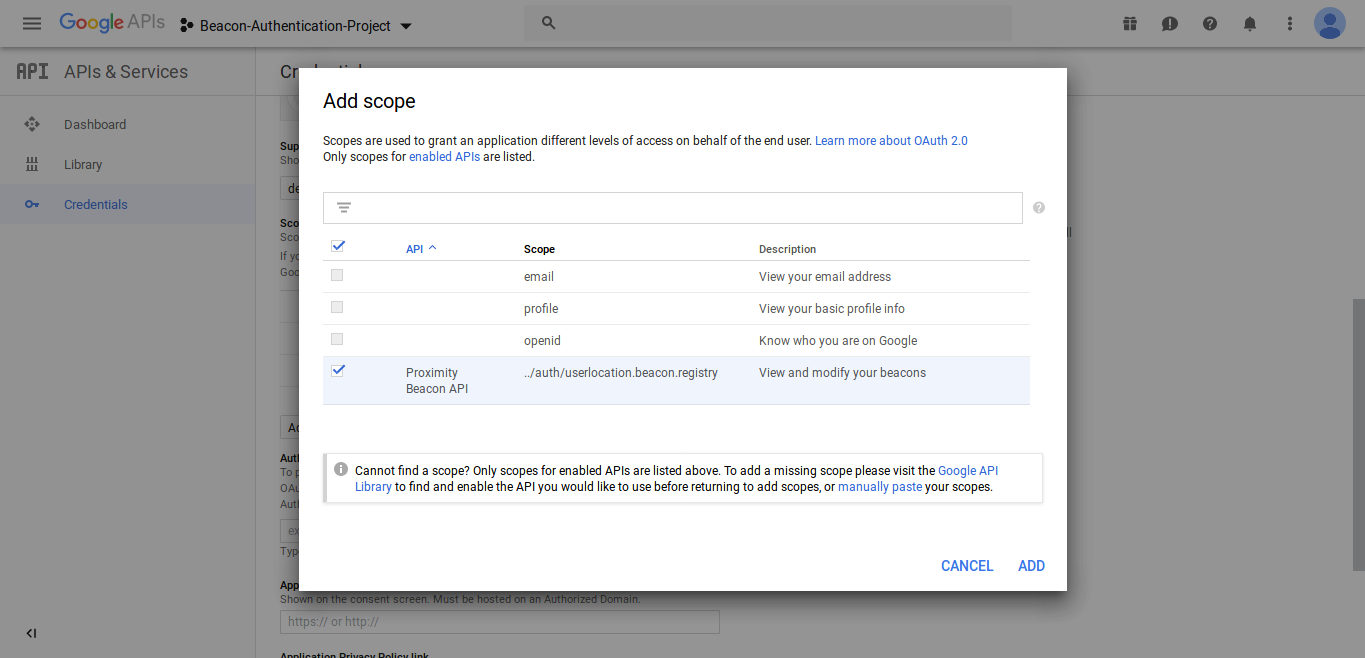 Google APIs
Beacon-Authentication-Project
API APIs & Services
Dashboard
Library
Credentials
Add scope
Scopes are used to grant an application different levels of access on behalf of the end user. Learn more about OAuth 2.0
Only scopes for enabled APIs are listed.
API Scope Description
email View your email address
profile View your basic profile info
openid Know who you are on Google
Proximity
Beacon API ../auth/userlocation.beacon.registry View and modify your beacons
Cannot find a scope? Only scopes for enabled APIs are listed above. To add a missing scope please visit the Google API
Library to find and enable the API you would like to use before returning to add scopes, or manually paste your scopes.
CANCEL ADD
Shown on the consent screen. Must be hosted on an Authorized Domain.
https:// or http://
Application Privacy Policy link